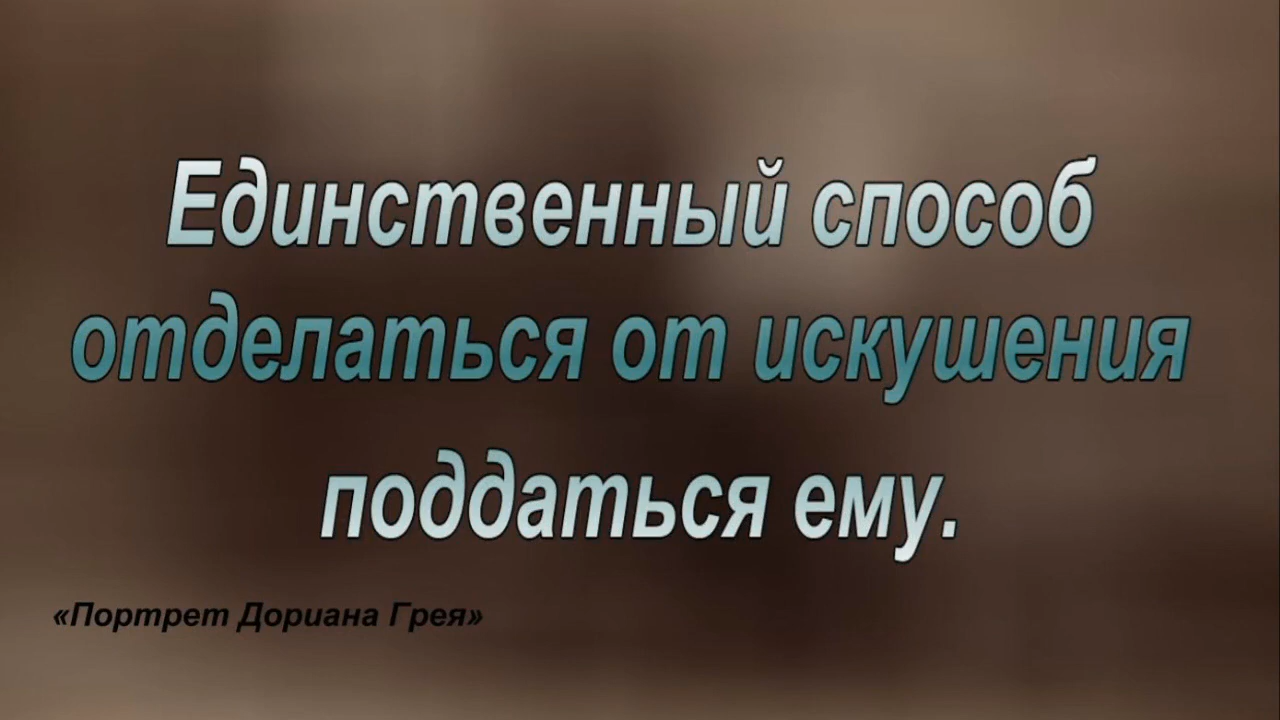 Единственный способ
отделаться от искушения
поддаться ему.
«Портрет Дориана Грея»